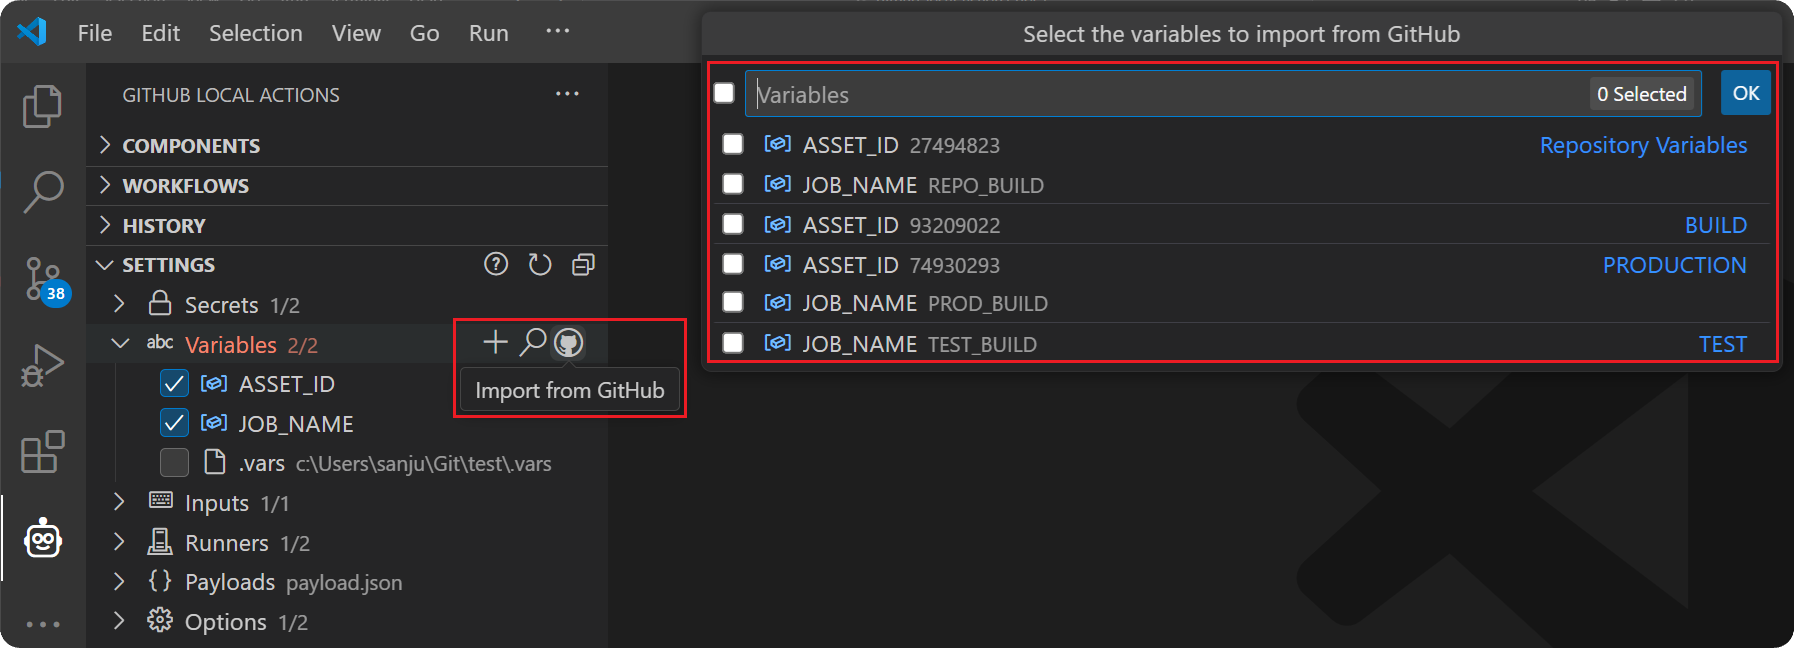 File Edit Selection View Go Run ...
GITHUB LOCAL ACTIONS ...
COMPONENTS
WORKFLOWS
HISTORY
SETTINGS
Secrets 1/2
abc Variables 2/2
Import from GitHub
ASSET_ID
JOB_NAME
.vars c:\Users\sanju\Git\test\.vars
Inputs 1/1
Runners 1/2
Payloads payload.json
Options 1/2
38
Select the variables to import from GitHub
Variables 0 Selected OK
ASSET_ID 27494823 Repository Variables
JOB_NAME REPO_BUILD
ASSET_ID 93209022 BUILD
ASSET_ID 74930293 PRODUCTION
JOB_NAME PROD_BUILD
JOB_NAME TEST_BUILD TEST